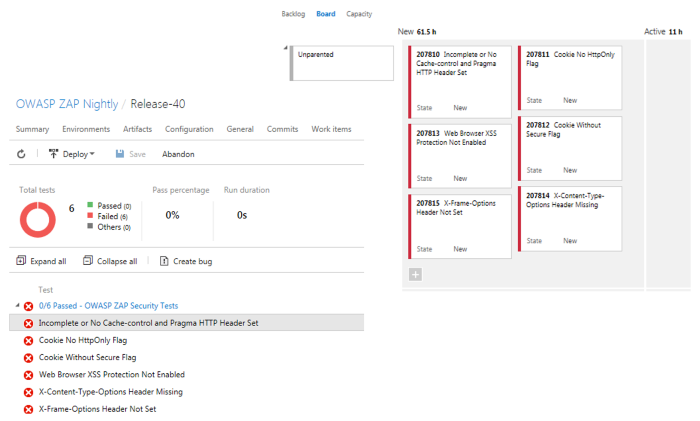 Backlog Board Capacity
New 61.5 h
Active 11 h
Unparented
207810 Incomplete or No
Cache-control and Pragma
HTTP Header Set
State New
207811 Cookie No HttpOnly
Flag
State New
207813 Web Browser XSS
Protection Not Enabled
State New
207812 Cookie Without
Secure Flag
State New
207815 X-Frame-Options
Header Not Set
State New
207814 X-Content-Type-
Options Header Missing
State New
OWASP ZAP Nightly / Release-40
Summary Environments Artifacts Configuration General Commits Work items
Deploy Save Abandon
Total tests
6
Passed (0)
Failed (6)
Others (0)
Pass percentage
0%
Run duration
0s
Expand all Collapse all Create bug
Test
0/6 Passed - OWASP ZAP Security Tests
Incomplete or No Cache-control and Pragma HTTP Header Set
Cookie No HttpOnly Flag
Cookie Without Secure Flag
Web Browser XSS Protection Not Enabled
X-Content-Type-Options Header Missing
X-Frame-Options Header Not Set